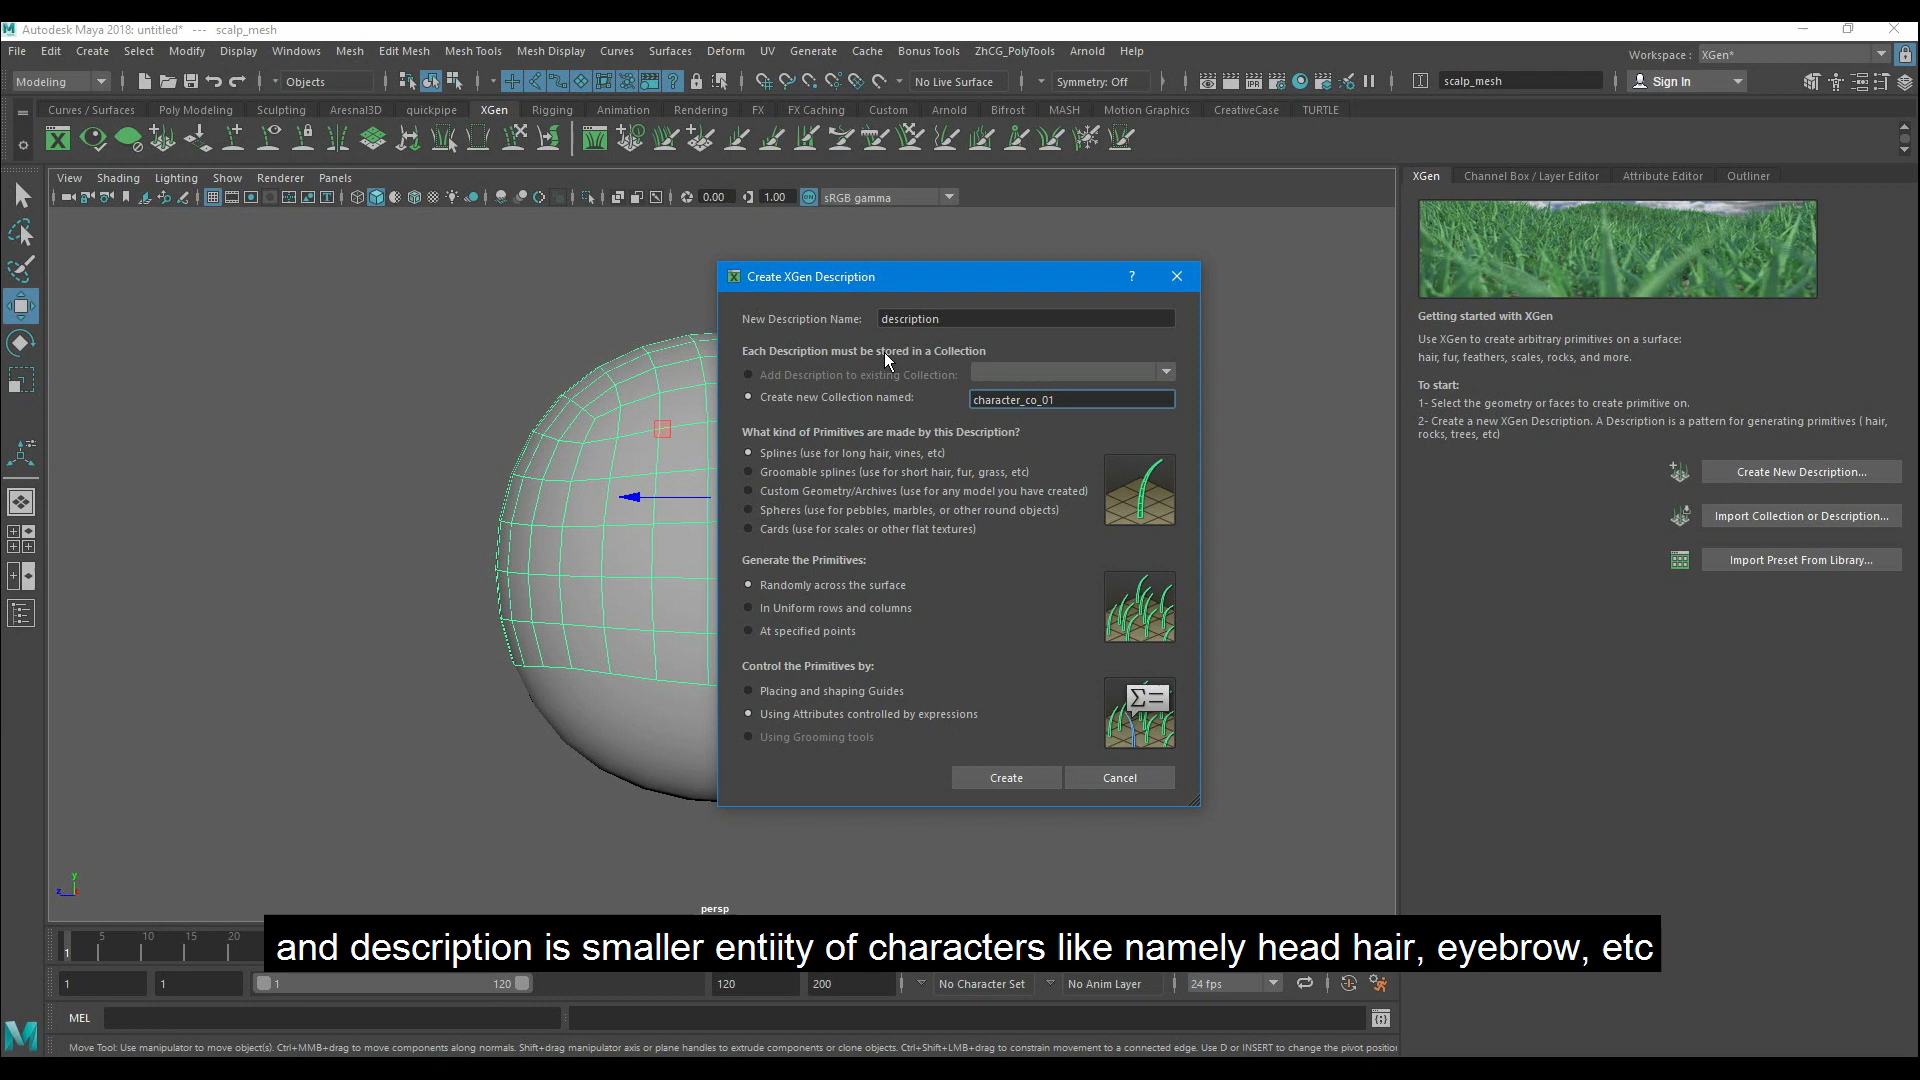 Autodesk Maya 2018: untitled*   ---   scalp_mesh
File Edit Create Select Modify Display Windows Mesh Edit Mesh Mesh Tools Mesh Display Curves Surfaces Deform UV Generate Cache Bonus Tools ZhCG_PolyTools Arnold Help
Workspace : XGen*
Modeling Objects No Live Surface Symmetry: Off scalp_mesh Sign In
Curves / Surfaces Poly Modeling Sculpting Aresnal3D quickpipe XGen Rigging Animation Rendering FX FX Caching Custom Arnold Bifrost MASH Motion Graphics CreativeCase TURTLE
View Shading Lighting Show Renderer Panels
0.00 1.00 sRGB gamma
XGen Channel Box / Layer Editor Attribute Editor Outliner
Create XGen Description ?
New Description Name: description
Each Description must be stored in a Collection
Add Description to existing Collection:
Create new Collection named: character_co_01
What kind of Primitives are made by this Description?
Splines (use for long hair, vines, etc)
Groomable splines (use for short hair, fur, grass, etc)
Custom Geometry/Archives (use for any model you have created)
Spheres (use for pebbles, marbles, or other round objects)
Cards (use for scales or other flat textures)
Generate the Primitives:
Randomly across the surface
In Uniform rows and columns
At specified points
Control the Primitives by:
Placing and shaping Guides
Using Attributes controlled by expressions
Using Grooming tools
Create Cancel
Getting started with XGen
Use XGen to create arbitrary primitives on a surface:
hair, fur, feathers, scales, rocks, and more.
To start:
1- Select the geometry or faces to create primitive on.
2- Create a new XGen Description. A Description is a pattern for generating primitives ( hair,
rocks, trees, etc)
Create New Description...
Import Collection or Description...
Import Preset From Library...
y
z
persp
1 5 10 15 20
and description is smaller entiity of characters like namely head hair, eyebrow, etc
1 1 1 120 120 200 No Character Set No Anim Layer 24 fps
MEL
Move Tool: Use manipulator to move object(s). Ctrl+MMB+drag to move components along normals. Shift+drag manipulator axis or plane handles to extrude components or clone objects. Ctrl+Shift+LMB+drag to constrain movement to a connected edge. Use D or INSERT to change the pivot position